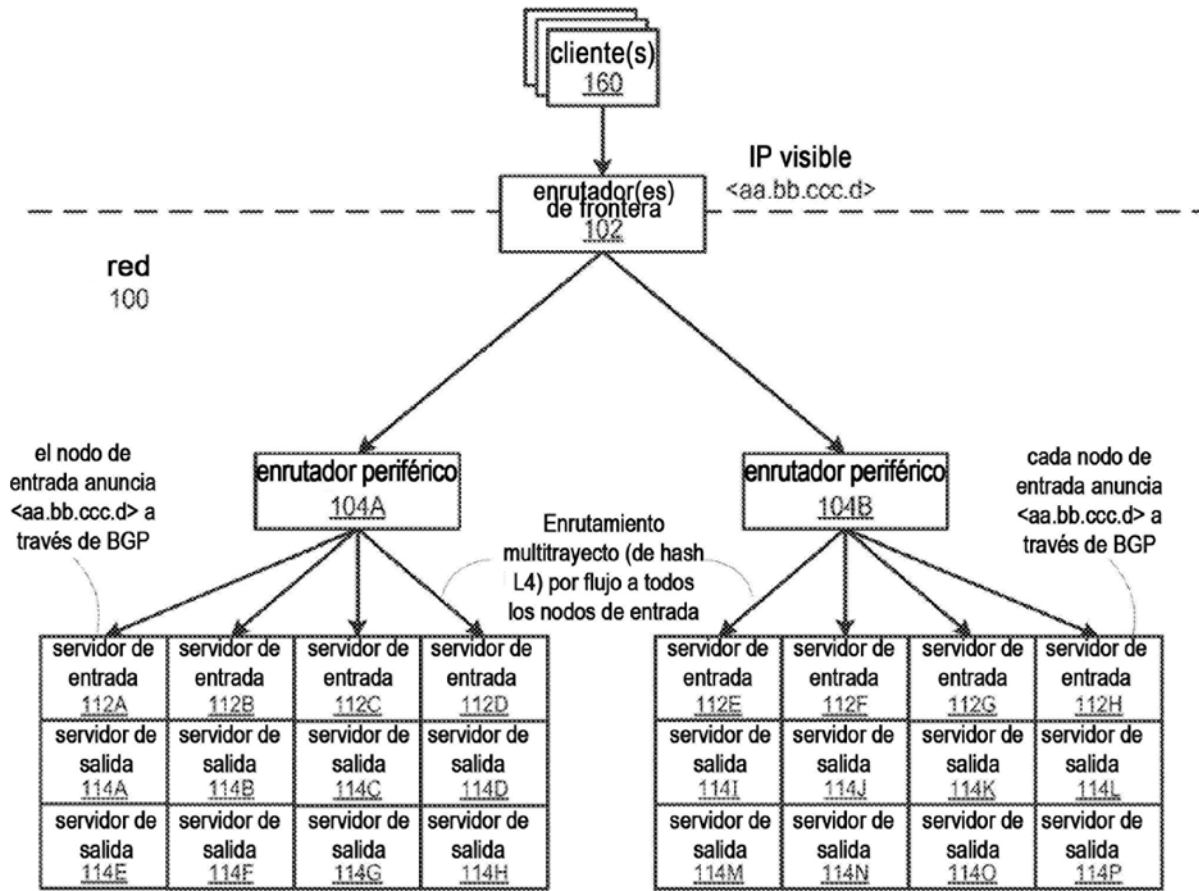 cliente(s)
160
IP visible
<aa.bb.ccc.d>
enrutador(es)
de frontera
102
red
100
el nodo de
entrada anuncia
<aa.bb.ccc.d> a
través de BGP
enrutador periférico
104A
enrutador periférico
104B
cada nodo de
entrada anuncia
<aa.bb.ccc.d> a
través de BGP
Enrutamiento
multitrayecto (de hash
L4) por flujo a todos
los nodos de entrada
servidor de
entrada
112A
servidor de
entrada
112B
servidor de
entrada
112C
servidor de
entrada
112D
servidor de
salida
114A
servidor de
salida
114B
servidor de
salida
114C
servidor de
salida
114D
servidor de
salida
114E
servidor de
salida
114F
servidor de
salida
114G
servidor de
salida
114H
servidor de
entrada
112E
servidor de
entrada
112F
servidor de
entrada
112G
servidor de
entrada
112H
servidor de
salida
114I
servidor de
salida
114J
servidor de
salida
114K
servidor de
salida
114L
servidor de
salida
114M
servidor de
salida
114N
servidor de
salida
114O
servidor de
salida
114P